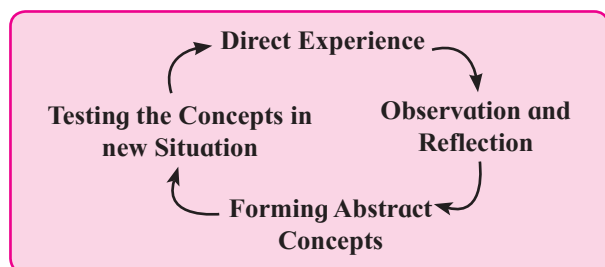 Direct Experience
Observation and
Reflection
Forming Abstract
Concepts
Testing the Concepts in
new Situation